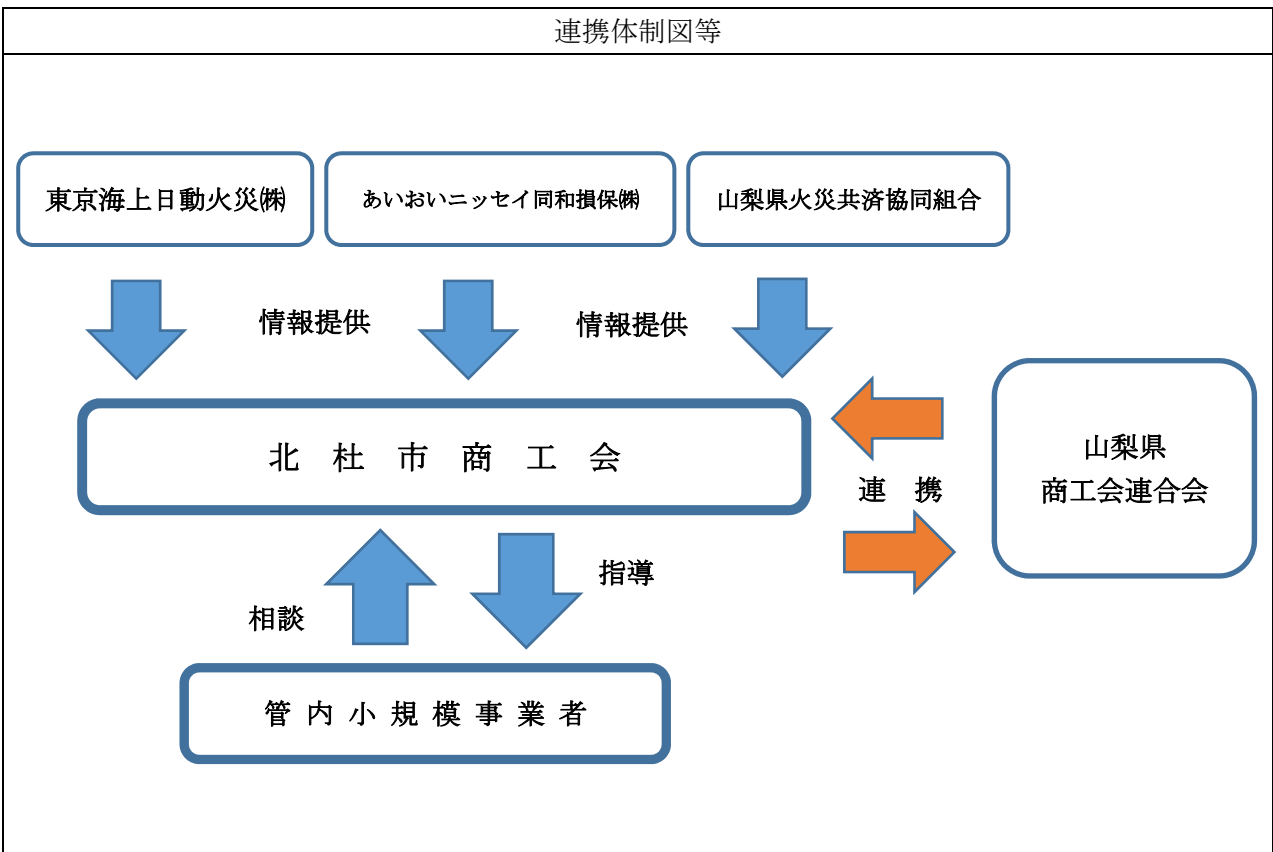 連携体制図等
東京海上日動火災㈱
あいおいニッセイ同和損保㈱
山梨県火災共済協同組合
情報提供
情報提供
北 杜 市 商 工 会
連 携
山梨県
商工会連合会
指導
相談
管 内 小 規 模 事 業 者